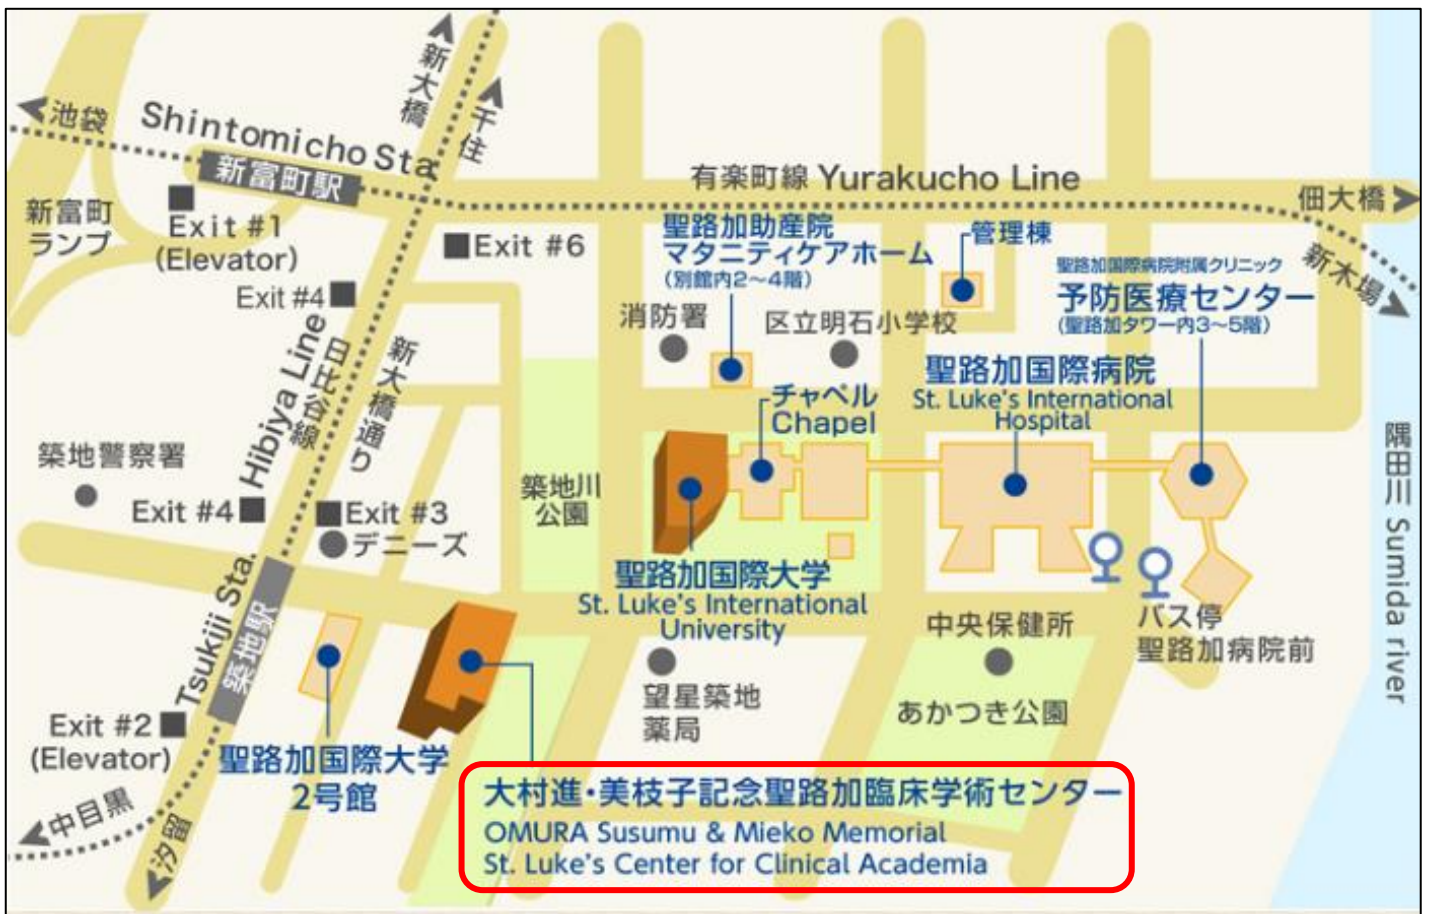 新大橋
千住
池袋
Shintomicho Sta
新富町駅
有楽町線 Yurakucho Line
佃大橋
新木場
新富町
ランプ
Exit #1
(Elevator)
Exit #6
Exit #4
聖路加助産院
マタニティケアホーム
(別館内2〜4階)
管理棟
聖路加国際病院附属クリニック
予防医療センター
(聖路加タワー内3〜5階)
消防署
区立明石小学校
日比谷線
Hibiya Line
新大橋通り
聖路加国際病院
St. Luke's International
Hospital
チャペル
Chapel
築地警察署
Exit #4
Exit #3
デニーズ
築地川
公園
隅田川 Sumida river
聖路加国際大学
St. Luke's International
University
Tsukiji Sta.
築地駅
中央保健所
バス停
聖路加病院前
望星築地
薬局
あかつき公園
Exit #2
(Elevator)
聖路加国際大学
2号館
大村進・美枝子記念聖路加臨床学術センター
OMURA Susumu & Mieko Memorial
St. Luke's Center for Clinical Academia
中目黒
汐留